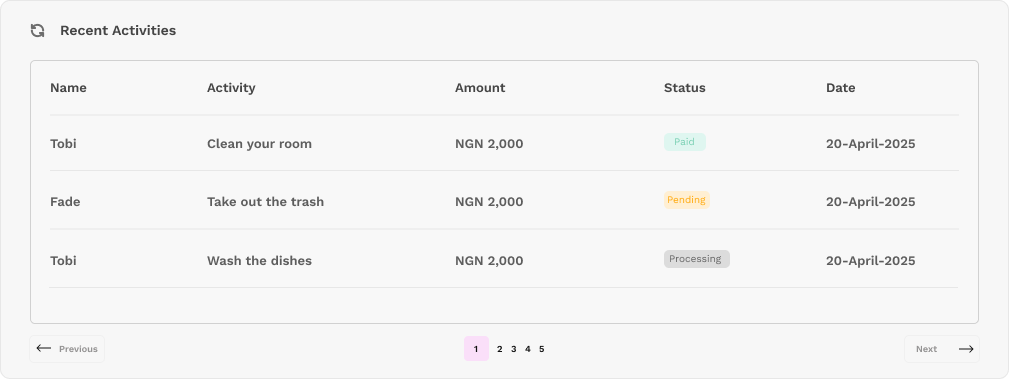 Recent Activities
Name Activity Amount Status Date
Tobi Clean your room NGN 2,000 Paid 20-April-2025
Fade Take out the trash NGN 2,000 Pending 20-April-2025
Tobi Wash the dishes NGN 2,000 Processing 20-April-2025
Previous 1 2 3 4 5 Next